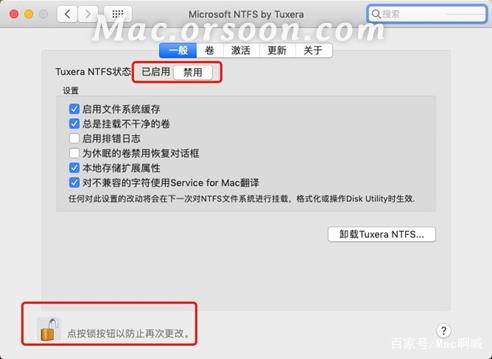 Microsoft NTFS by Tuxera
搜索
Mac.orsoon.com
一般 卷 激活 更新 关于
Tuxera NTFS状态 已启用 禁用
设置
启用文件系统缓存
总是挂载不干净的卷
启用排错日志
为休眠的卷禁用恢复对话框
本地存储扩展属性
对不兼容的字符使用Service for Mac翻译
任何对此设置的改动将会在下一次对NTFS文件系统进行挂载，格式化或操作Disk Utility时生效.
卸载Tuxera NTFS...
点按锁按钮以防止再次更改。
?
百家号/Mac啊喊